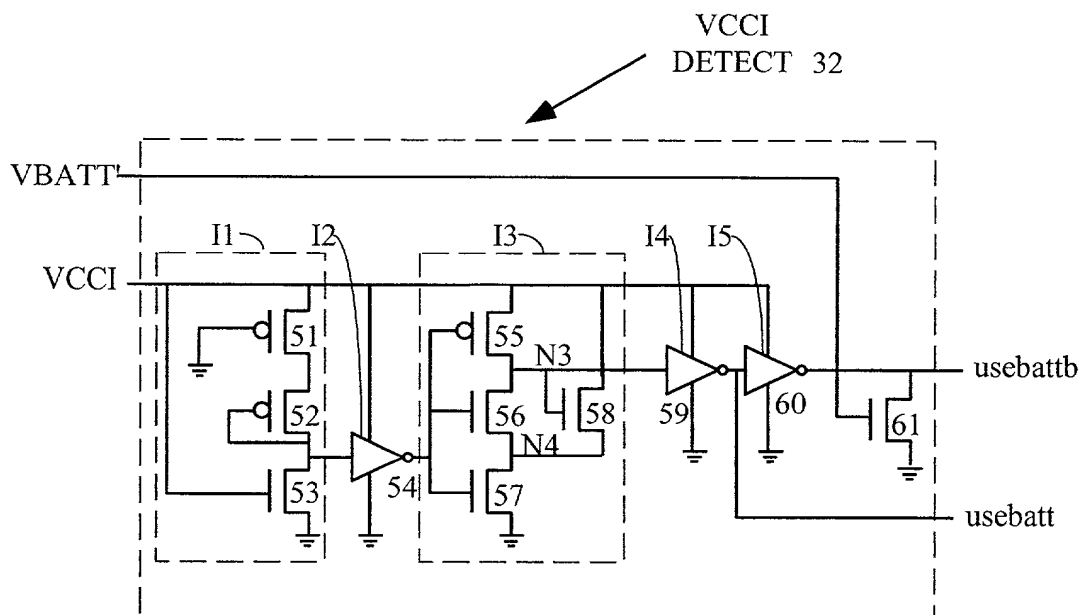 VCCI
DETECT 32
VBATT'
I1
I2
I3
I4
I5
VCCI
51
55
N3
usebattb
52
56
58
59
60
61
N4
53
54
57
usebatt